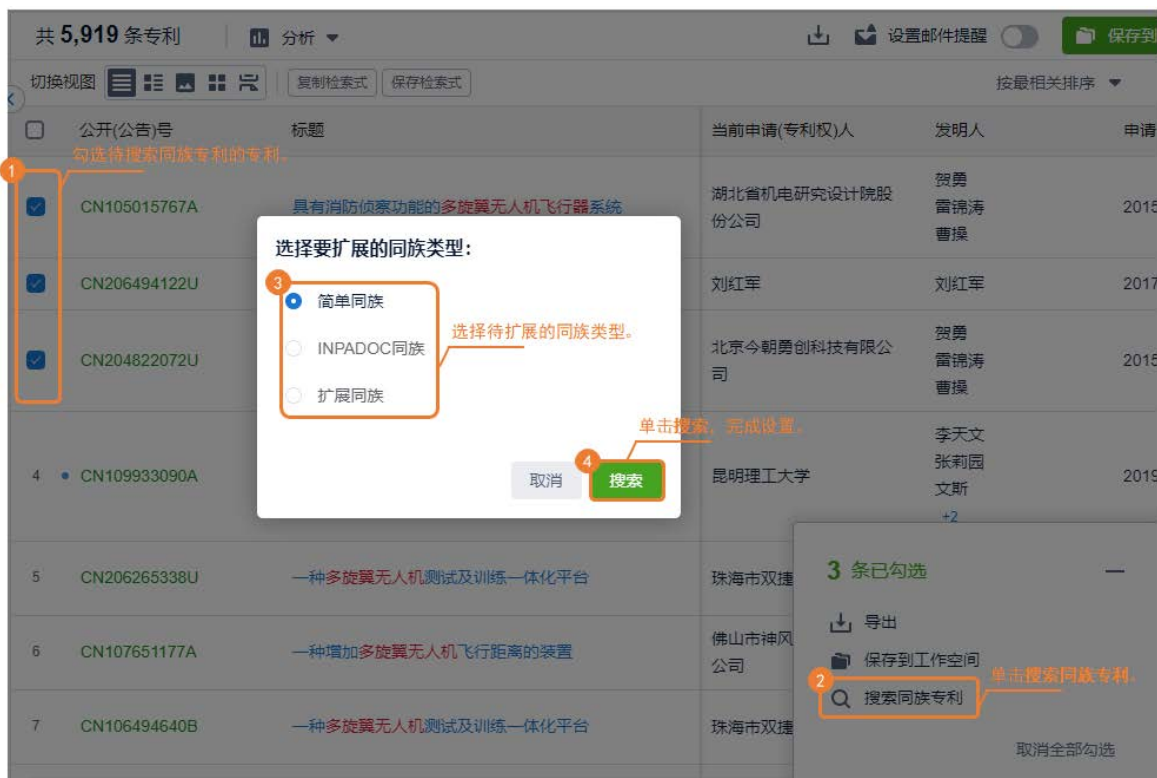 共 5,919 条专利
分析
设置邮件提醒
保存到
切换视图
复制检索式
保存检索式
按最相关排序
公开(公告)号
标题
当前申请(专利权)人
发明人
申请
1
勾选待搜索同族专利的专利。
CN105015767A
具有消防侦察功能的多旋翼无人机飞行器系统
湖北省机电研究设计院股
份公司
贺勇
雷锦涛
曹操
2015
CN206494122U
刘红军
刘红军
2017
CN204822072U
北京今朝勇创科技有限公
司
贺勇
雷锦涛
曹操
2015
选择要扩展的同族类型:
3
简单同族
INPADOC同族
扩展同族
选择待扩展的同族类型。
单击搜索,完成设置。
取消
4
搜索
4
CN109933090A
昆明理工大学
李天文
张莉园
文斯
+2
2019
5
CN206265338U
一种多旋翼无人机测试及训练一体化平台
珠海市双捷
6
CN107651177A
一种增加多旋翼无人机飞行距离的装置
佛山市神风
公司
7
CN106494640B
一种多旋翼无人机测试及训练一体化平台
珠海市双捷
3 条已勾选
导出
保存到工作空间
2
搜索同族专利
单击搜索同族专利。
取消全部勾选